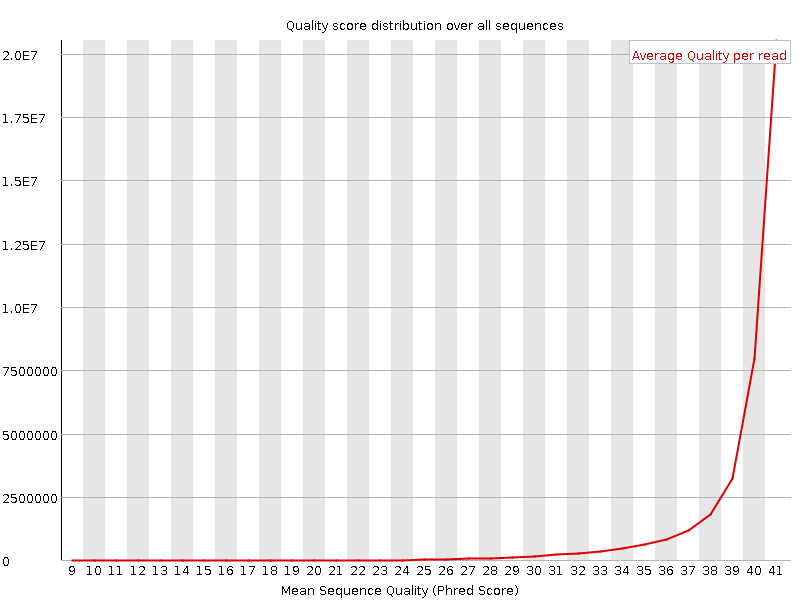 Quality score distribution over all sequences
Average Quality per read
2.0E7
1.75E7
1.5E7
1.25E7
1.0E7
7500000
5000000
2500000
0
9 10 11 12 13 14 15 16 17 18 19 20 21 22 23 24 25 26 27 28 29 30 31 32 33 34 35 36 37 38 39 40 41
Mean Sequence Quality (Phred Score)